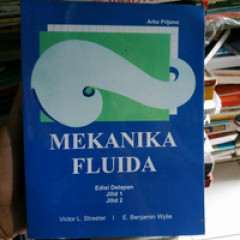 Arko Prijono
MEKANIKA
FLUIDA
Edisi Delapan
Jilid 1
Jilid 2
Victor L. Streeter | E. Benjamin Wylie